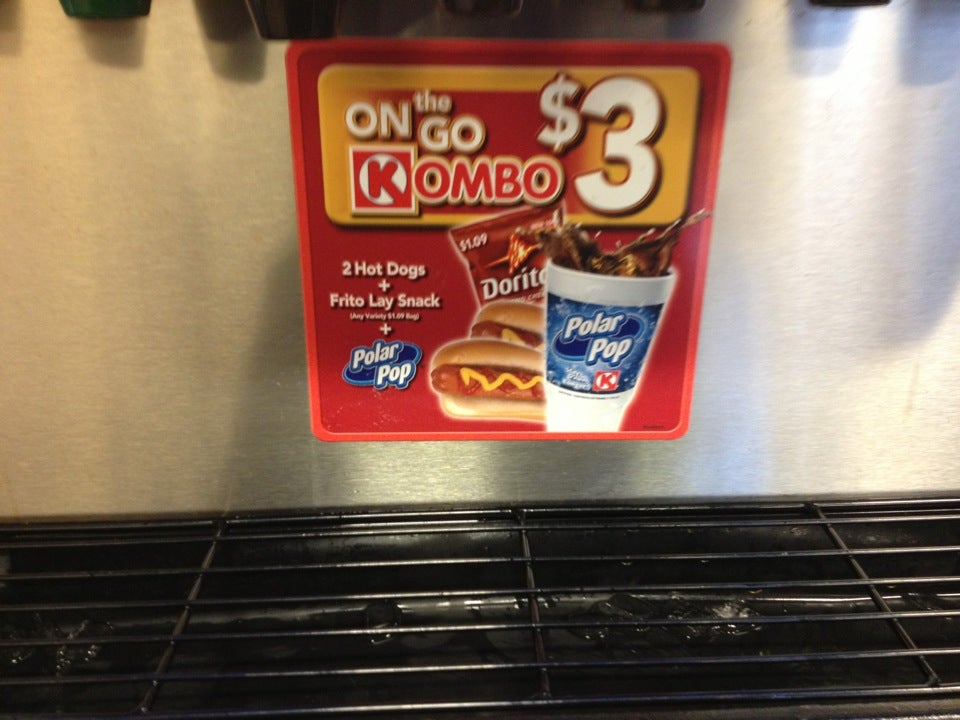 ON the GO $3
KOMBO
$1.09
Dorito
2 Hot Dogs
+
Frito Lay Snack
(Any Variety $1.09 Bag)
+
Polar
Pop
Polar
Pop
K